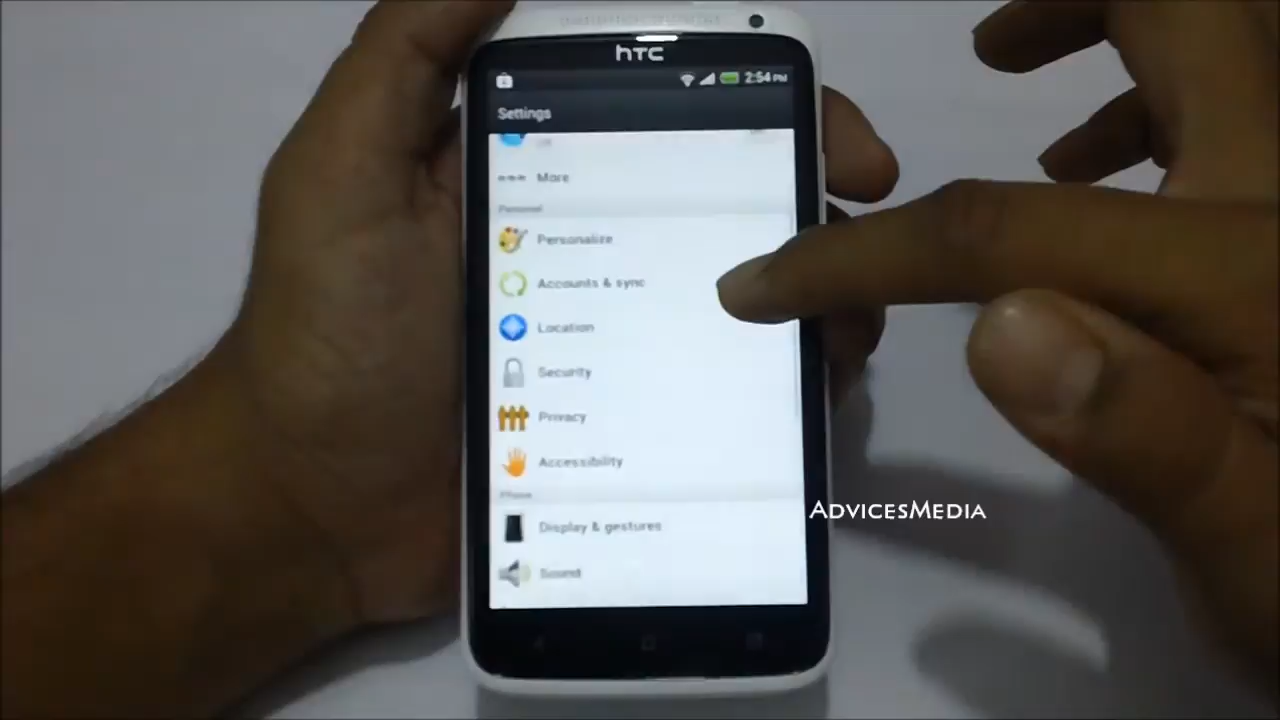 hTC
2:54 PM
Settings
More
Personal
Personalize
Accounts & sync
Location
Security
Privacy
Accessibility
Phone
Display & gestures
Sound
AdvicesMedia